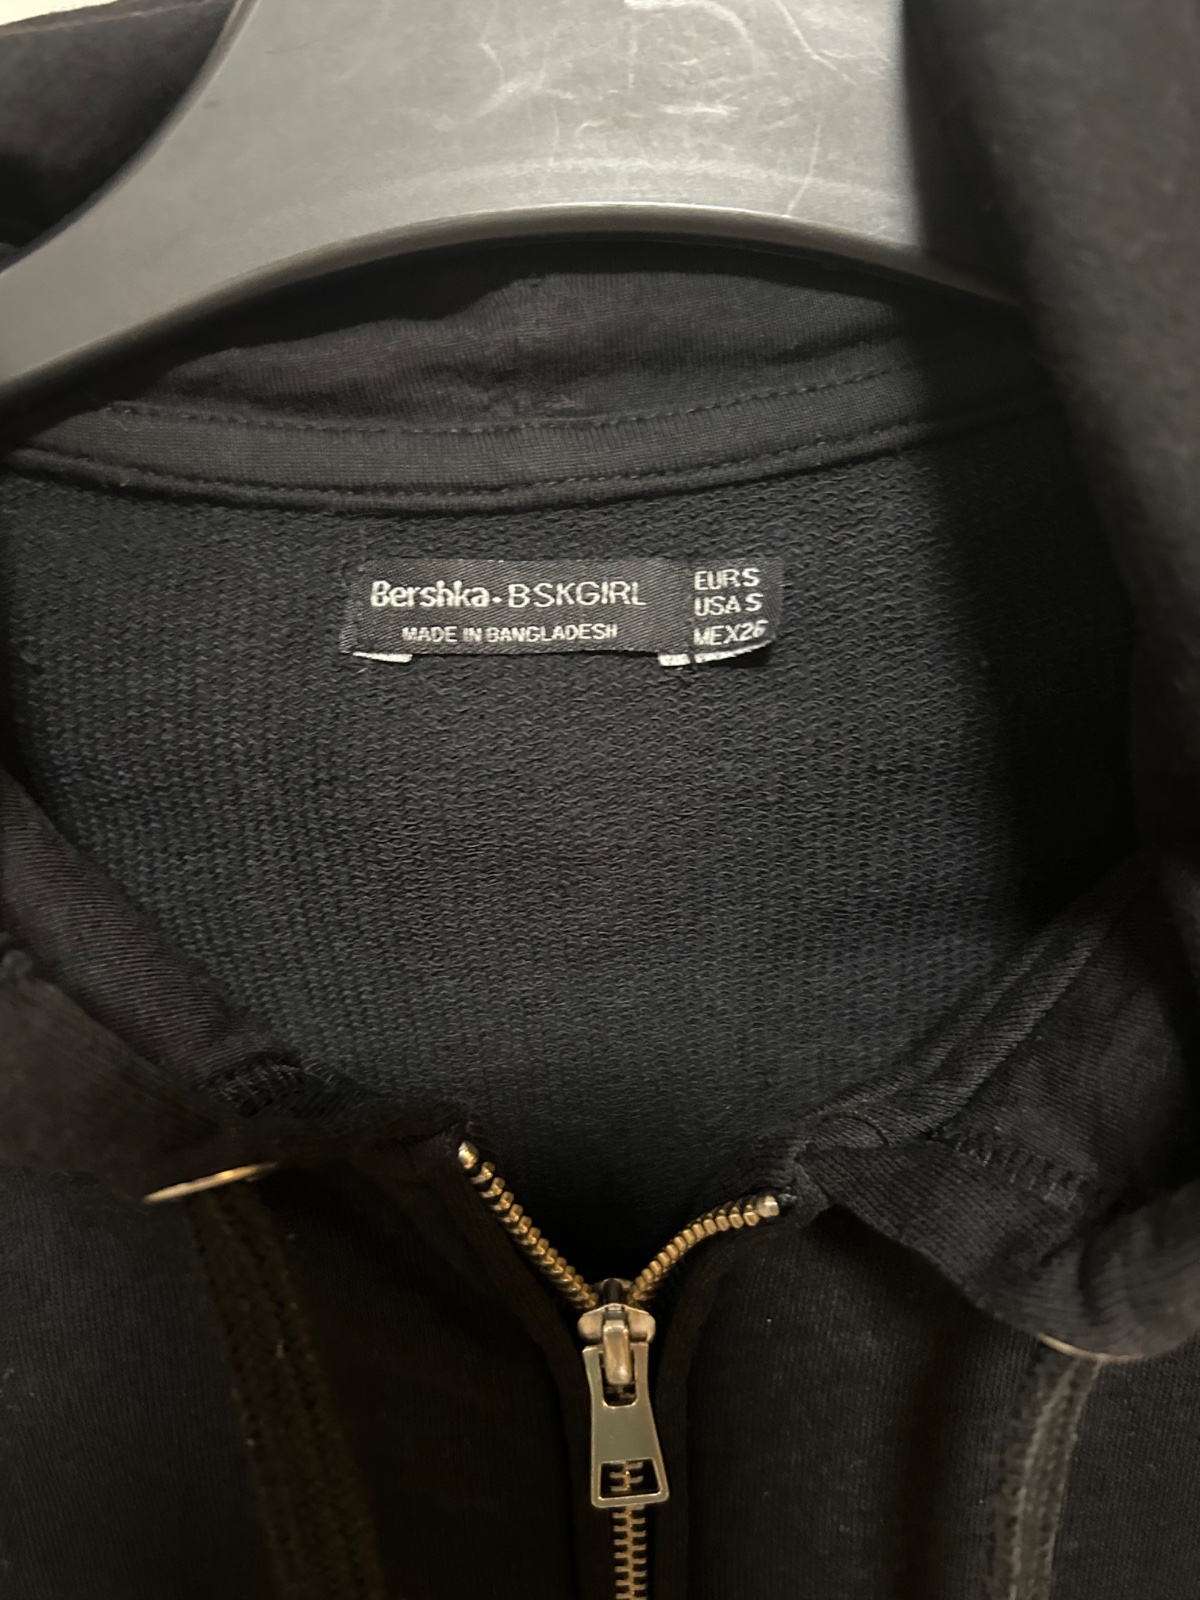 Bershka • BSKGIRL
MADE IN BANGLADESH
EUR S
USA S
MEX 26